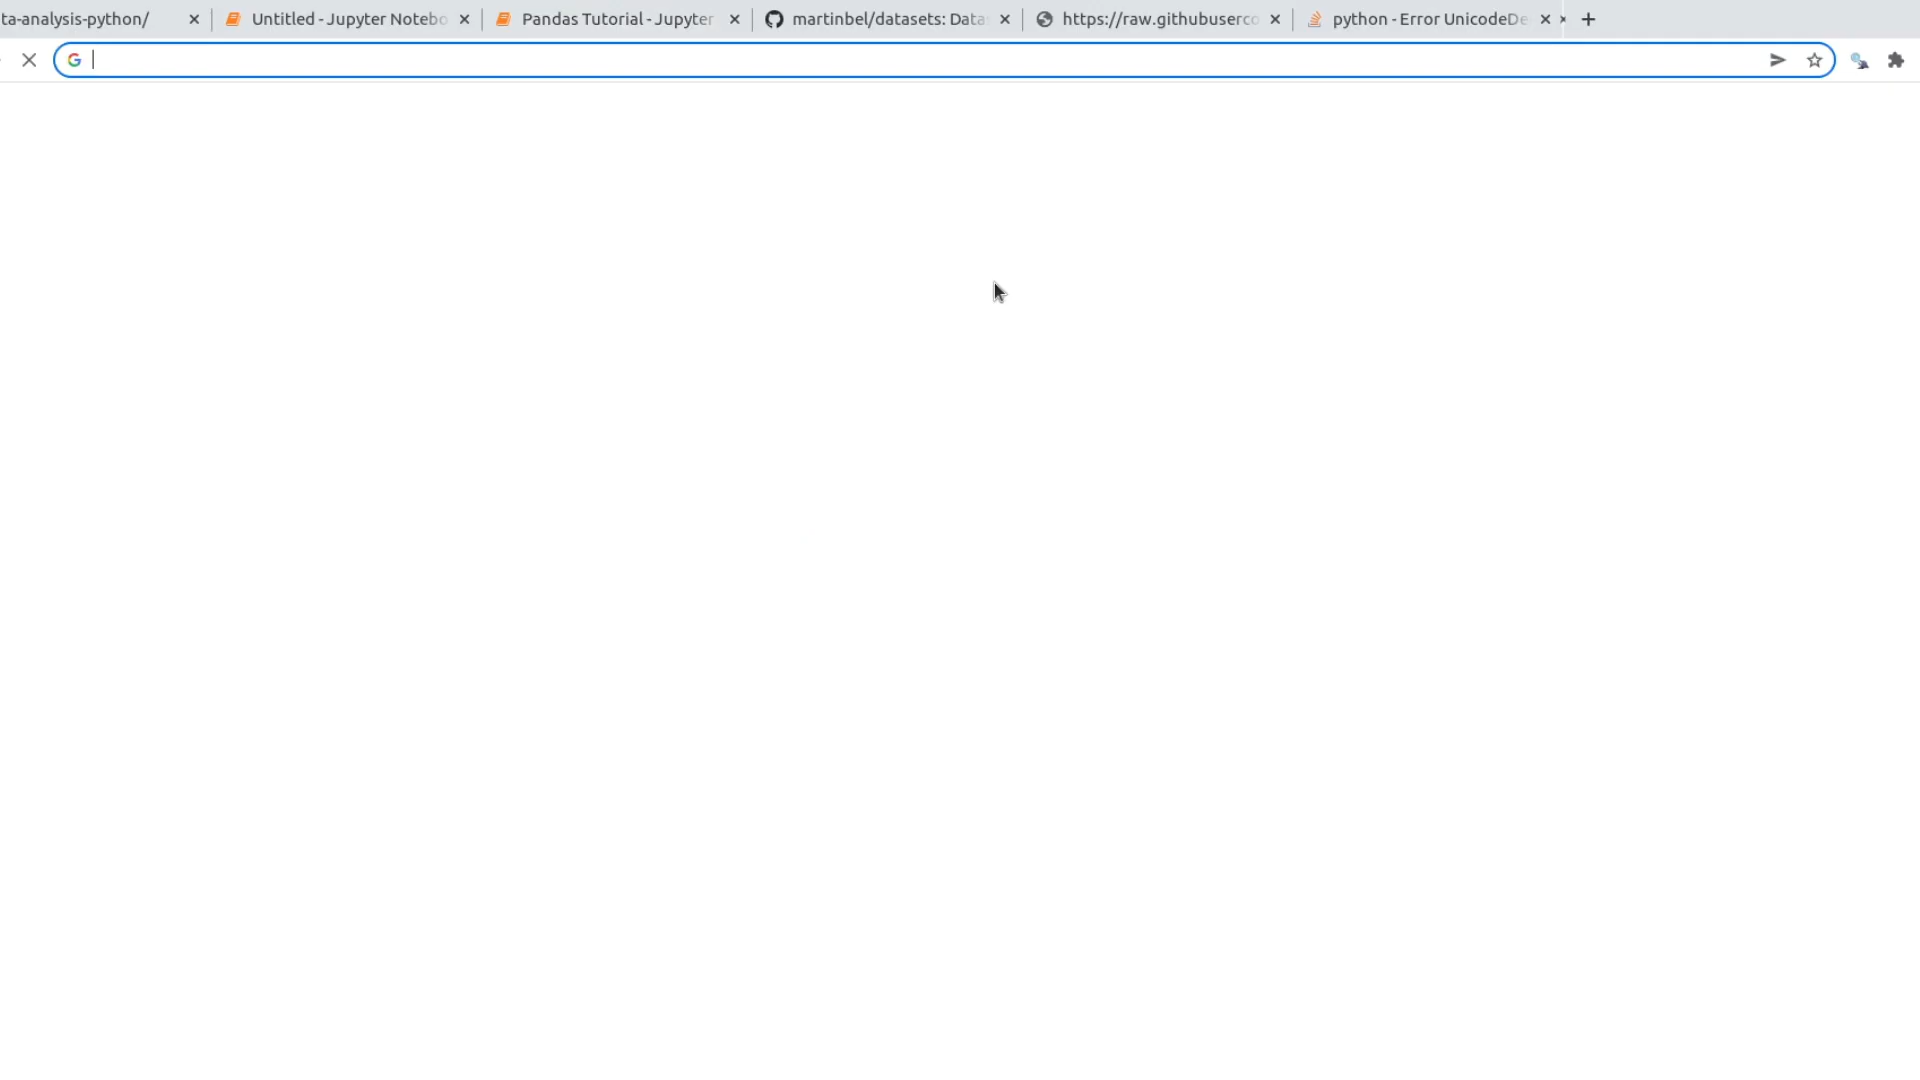 ta-analysis-python/
Untitled - Jupyter Notebo
Pandas Tutorial - Jupyter
martinbel/datasets: Data
https://raw.githubuserco
python - Error UnicodeDe